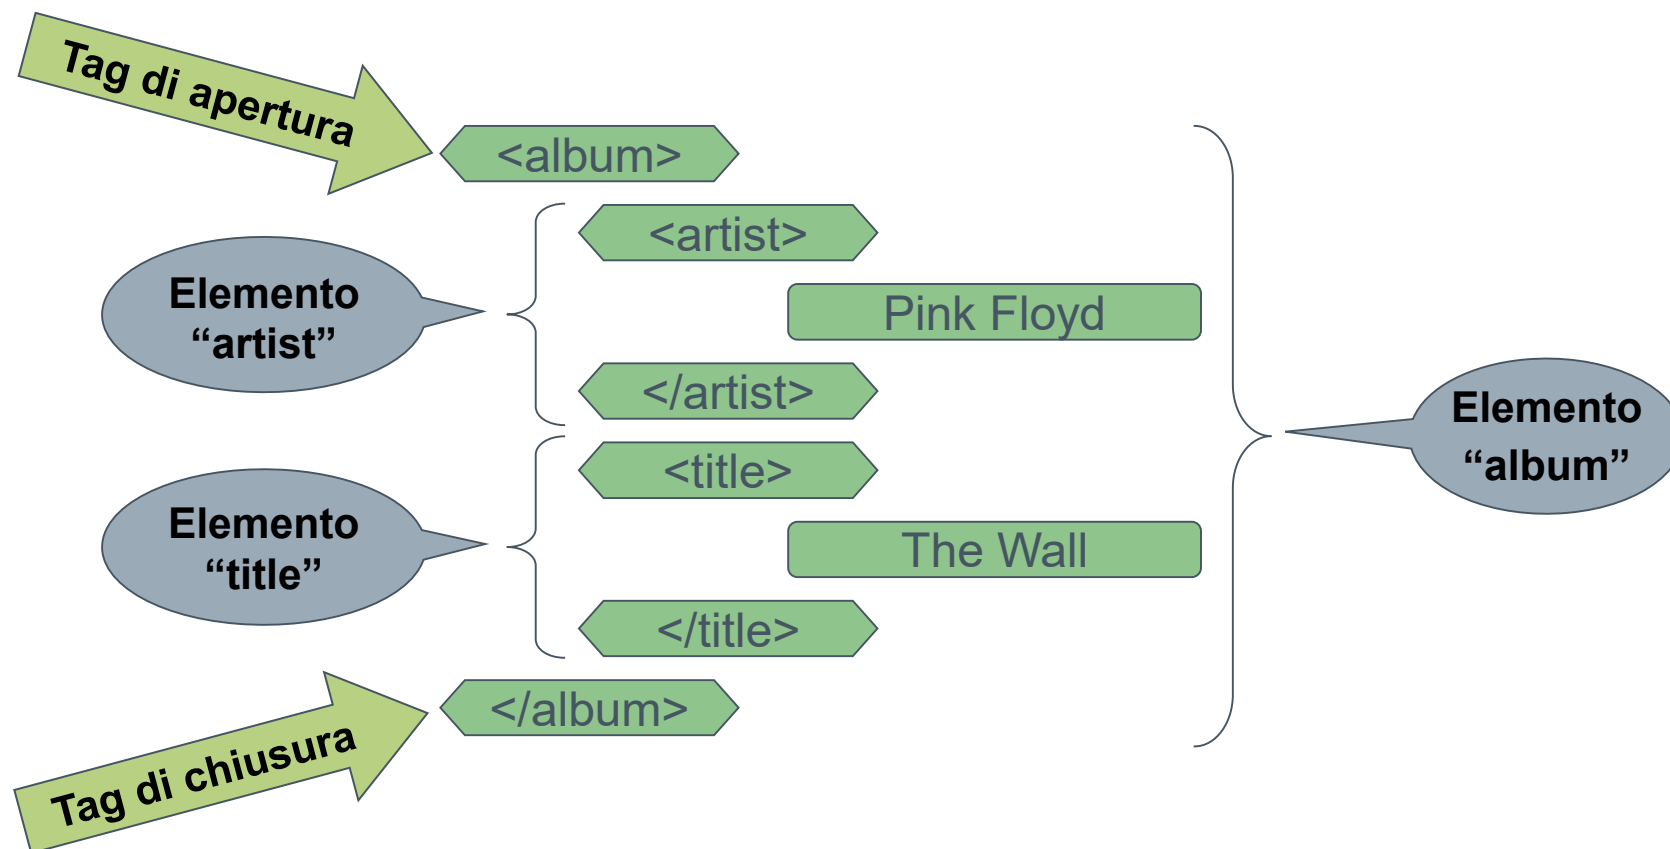 Tag di apertura
<album>
<artist>
Elemento
“artist”
Pink Floyd
</artist>
Elemento
“album”
<title>
Elemento
“title”
The Wall
</title>
</album>
Tag di chiusura